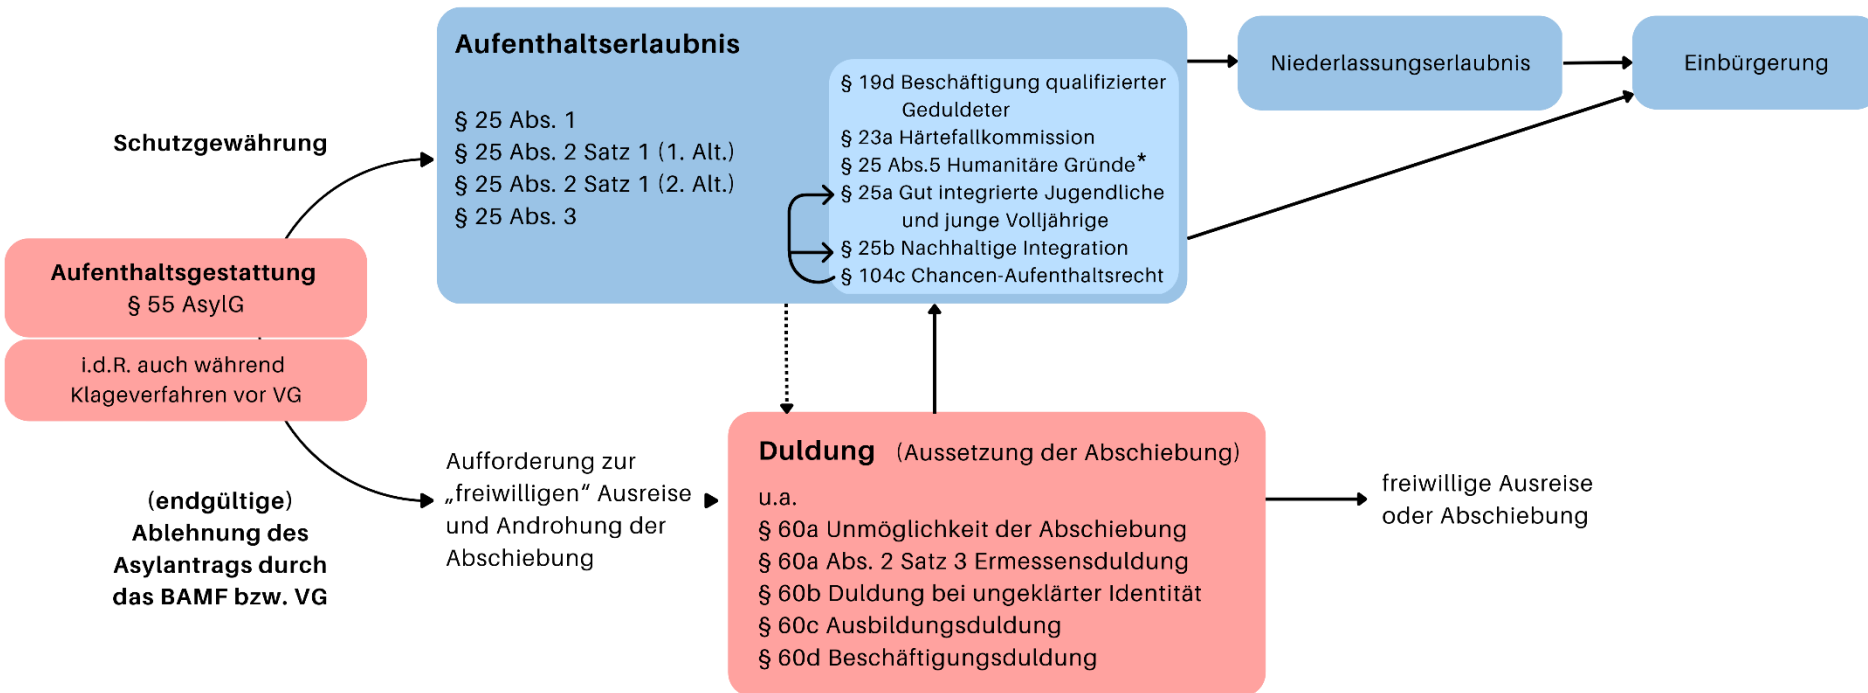 Aufenthaltserlaubnis
§ 25 Abs. 1
§ 25 Abs. 2 Satz 1 (1. Alt.)
§ 25 Abs. 2 Satz 1 (2. Alt.)
§ 25 Abs. 3
§ 19d Beschäftigung qualifizierter
Geduldeter
§ 23a Härtefallkommission
§ 25 Abs.5 Humanitäre Gründe*
§ 25a Gut integrierte Jugendliche
und junge Volljährige
§ 25b Nachhaltige Integration
§ 104c Chancen-Aufenthaltsrecht
Niederlassungserlaubnis
Einbürgerung
Schutzgewährung
Aufenthaltsgestattung
§ 55 AsylG
i.d.R. auch während
Klageverfahren vor VG
(endgültige)
Ablehnung des
Asylantrags durch
das BAMF bzw. VG
Aufforderung zur
„freiwilligen“ Ausreise
und Androhung der
Abschiebung
Duldung (Aussetzung der Abschiebung)
u.a.
§ 60a Unmöglichkeit der Abschiebung
§ 60a Abs. 2 Satz 3 Ermessensduldung
§ 60b Duldung bei ungeklärter Identität
§ 60c Ausbildungsduldung
§ 60d Beschäftigungsduldung
freiwillige Ausreise
oder Abschiebung